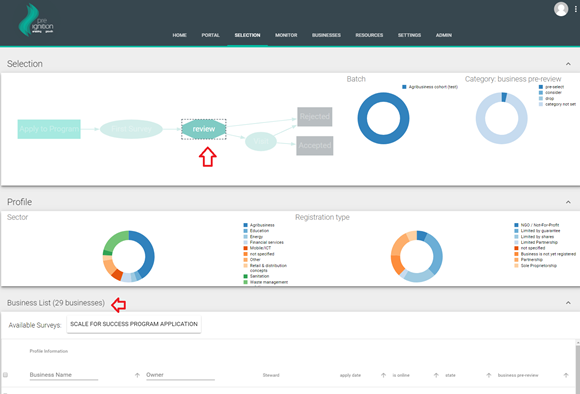 pre
ignition
HOME PORTAL SELECTION MONITOR BUSINESSES RESOURCES SETTINGS ADMIN
Selection
Apply to Program
review
Rejected
Accepted
Batch
Agribusiness cohort (test)
Category: business pre-review
pre-select
consider
drop
category not set
Profile
Sector
Agribusiness
Education
Energy
Financial services
Mobile/ICT
not specified
Other
Retail & distribution
concepts
Sanitation
Waste management
Registration type
NGO / Not-For-Profit
Limited by guarantee
Limited by shares
Limited Partnership
not specified
Business is not yet registered
Partnership
Sole Proprietorship
Business List (29 businesses)
Available Surveys: SCALE FOR SUCCESS PROGRAM APPLICATION
Profile Information
Business Name Owner Steward apply date is online state business pre-review